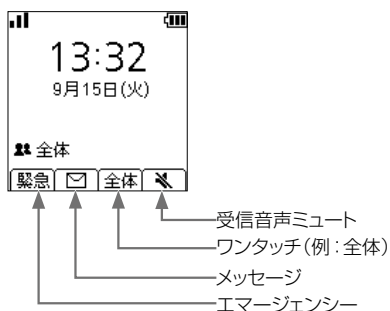 13:32
9月15日(火)
全体
緊急 全体
受信音声ミュート
ワンタッチ(例:全体)
メッセージ
エマージェンシー